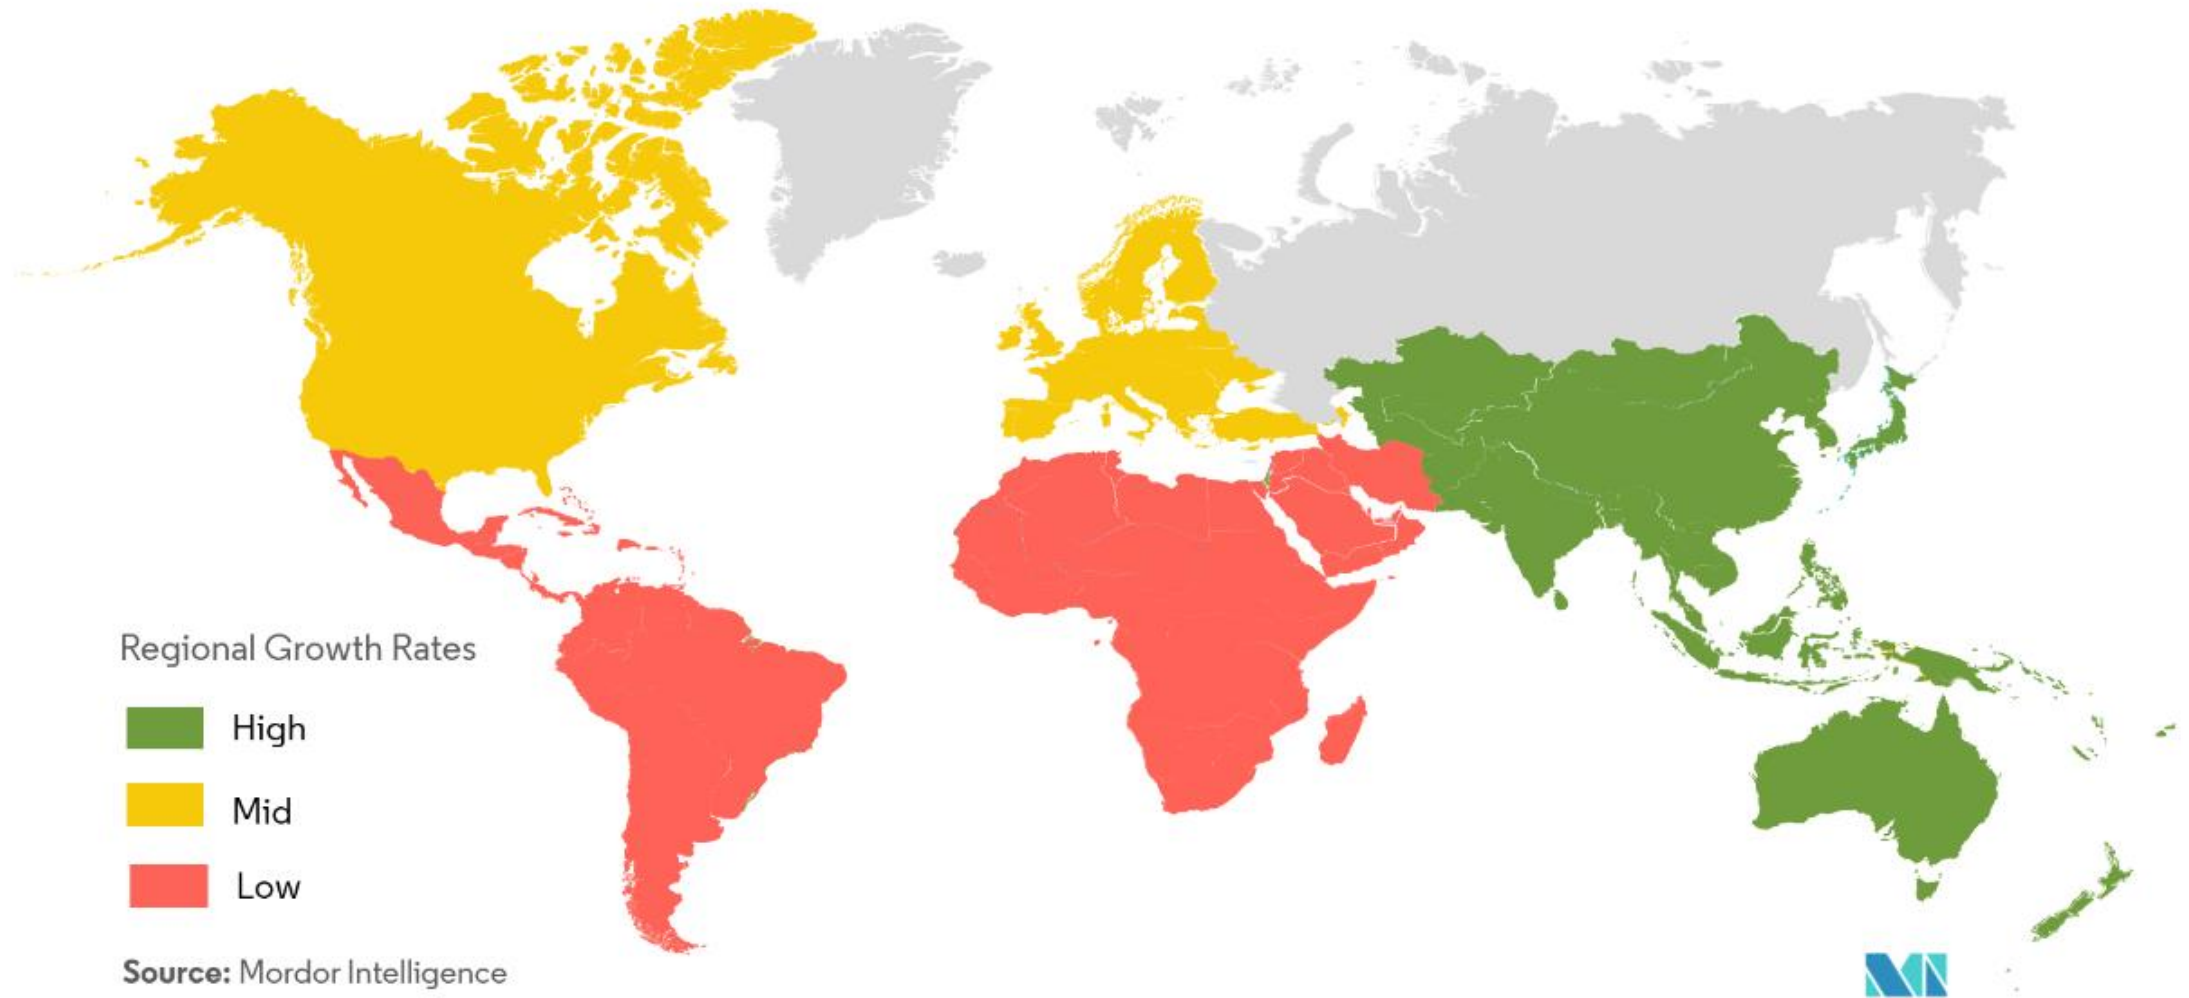 Regional Growth Rates
High
Mid
Low
Source: Mordor Intelligence